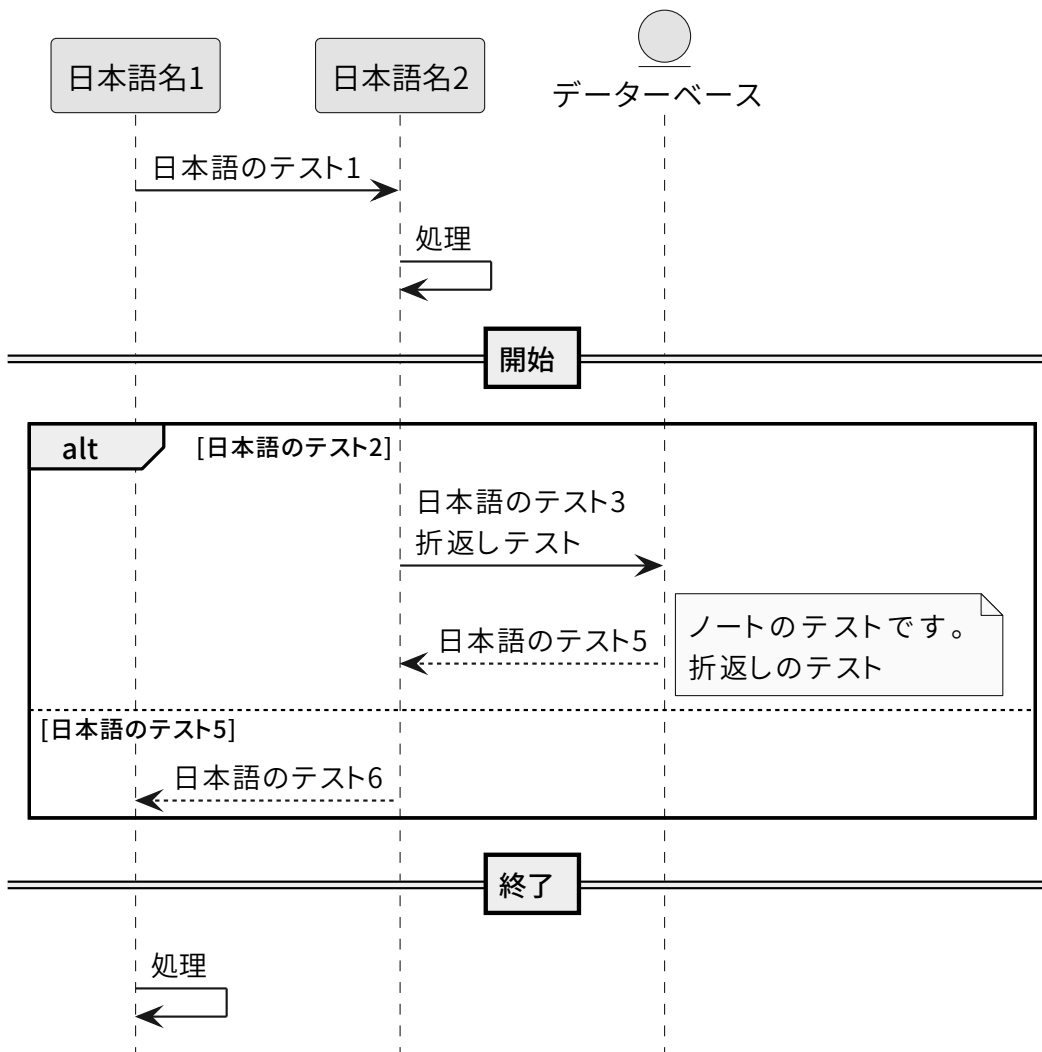 日本語名1
日本語名2
データーベース
日本語のテスト1
処理
開始
alt
[日本語のテスト2]
日本語のテスト3
折返しテスト
ノートのテストです。
折返しのテスト
日本語のテスト5
[日本語のテスト5]
日本語のテスト6
終了
処理